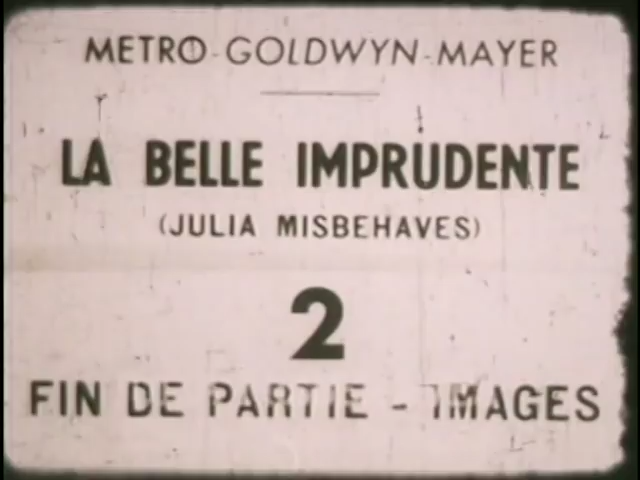 METRO-GOLDWYN-MAYER
LA BELLE IMPRUDENTE
(JULIA MISBEHAVES)
2
FIN DE PARTIE - IMAGES